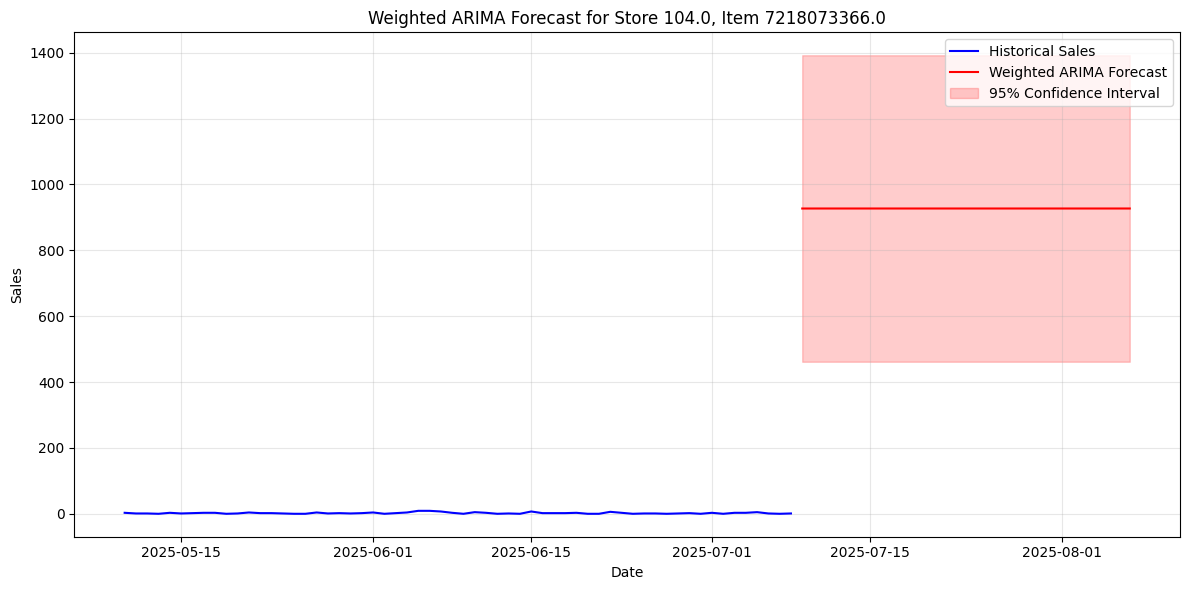 Weighted ARIMA Forecast for Store 104.0, Item 7218073366.0
Historical Sales
Weighted ARIMA Forecast
95% Confidence Interval
Sales
1400
1200
1000
800
600
400
200
0
2025-05-15 2025-06-01 2025-06-15 2025-07-01 2025-07-15 2025-08-01
Date